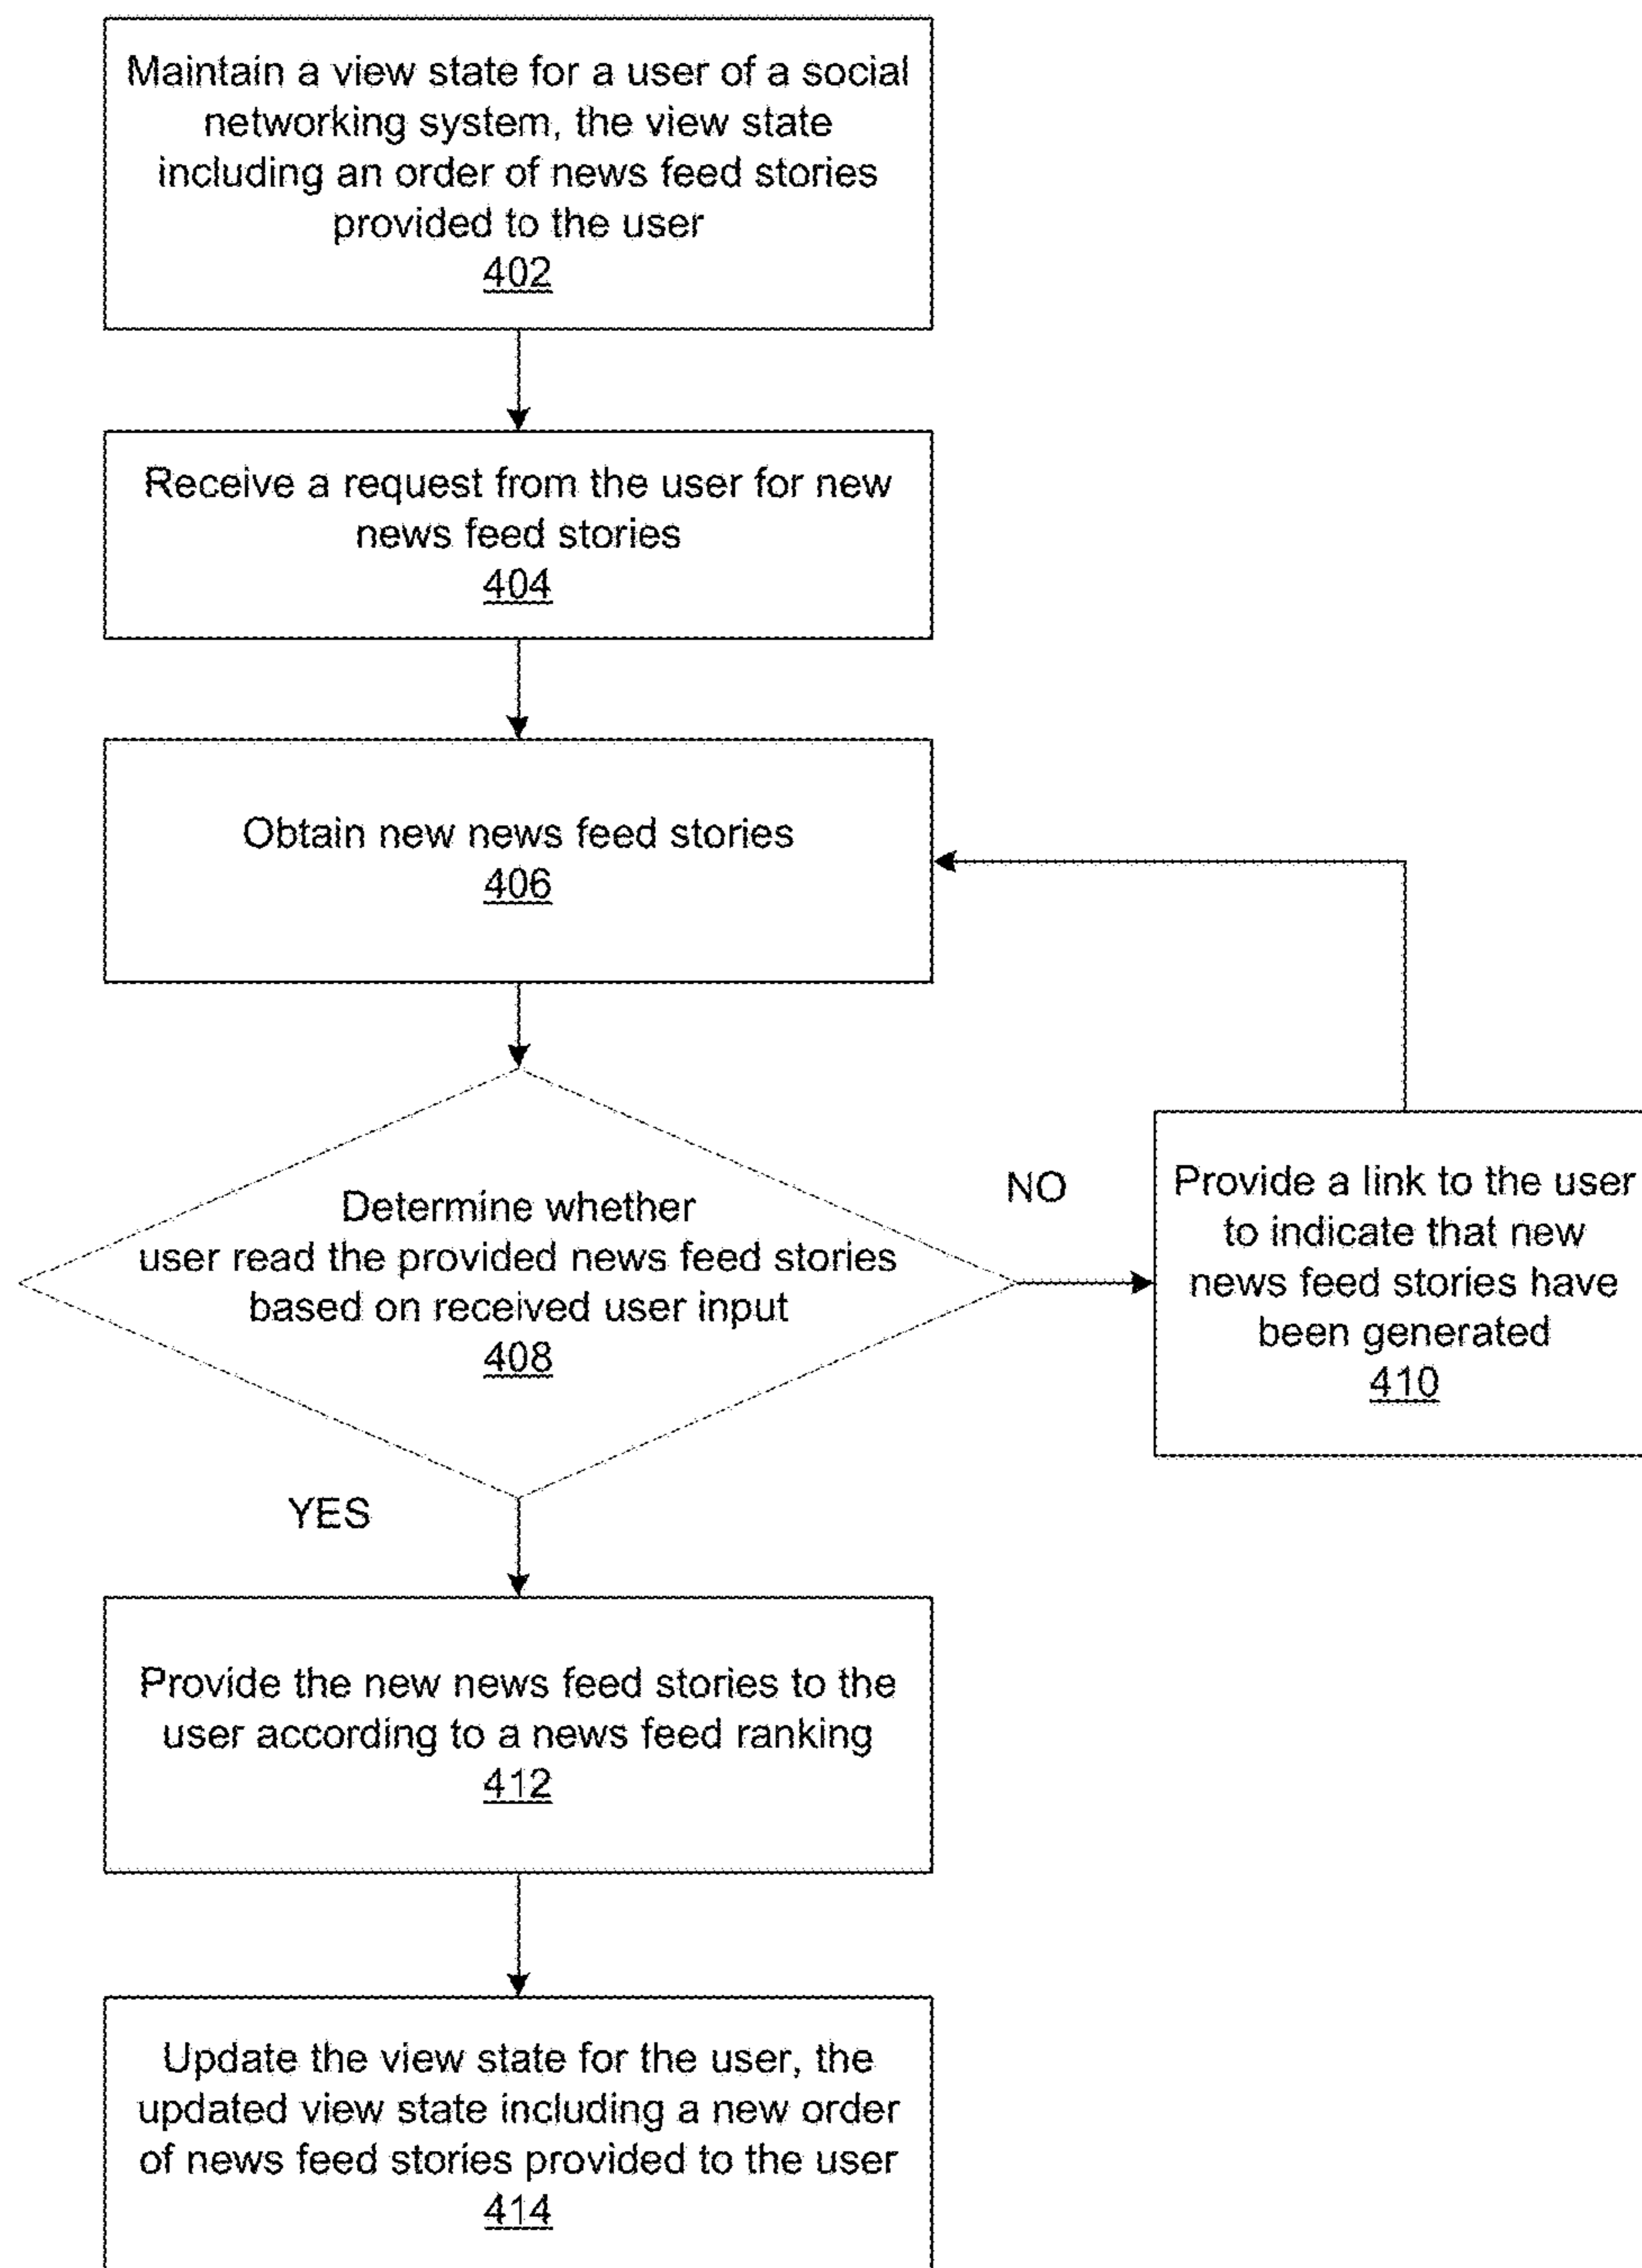 Maintain a view state for a user of a social
networking system, the view state
including an order of news feed stories
provided to the user
402
Receive a request from the user for new
news feed stories
404
Obtain new news feed stories
406
Determine whether
user read the provided news feed stories
based on received user input
408
NO
Provide a link to the user
to indicate that new
news feed stories have
been generated
410
YES
Provide the new news feed stories to the
user according to a news feed ranking
412
Update the view state for the user, the
updated view state including a new order
of news feed stories provided to the user
414